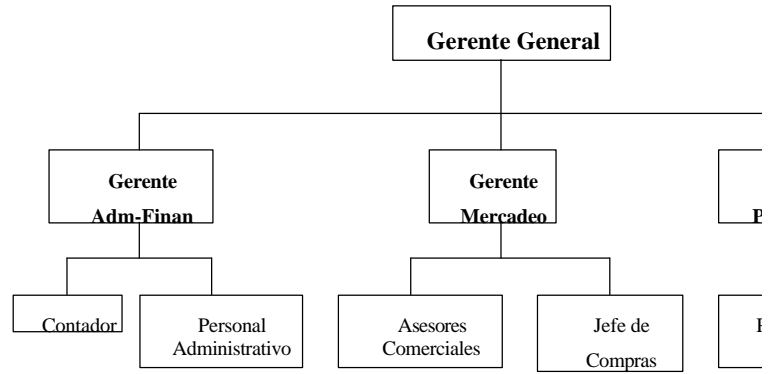 Gerente General
Gerente
Adm-Finan
Gerente
Mercadeo
Contador
Personal
Administrativo
Asesores
Comerciales
Jefe de
Compras